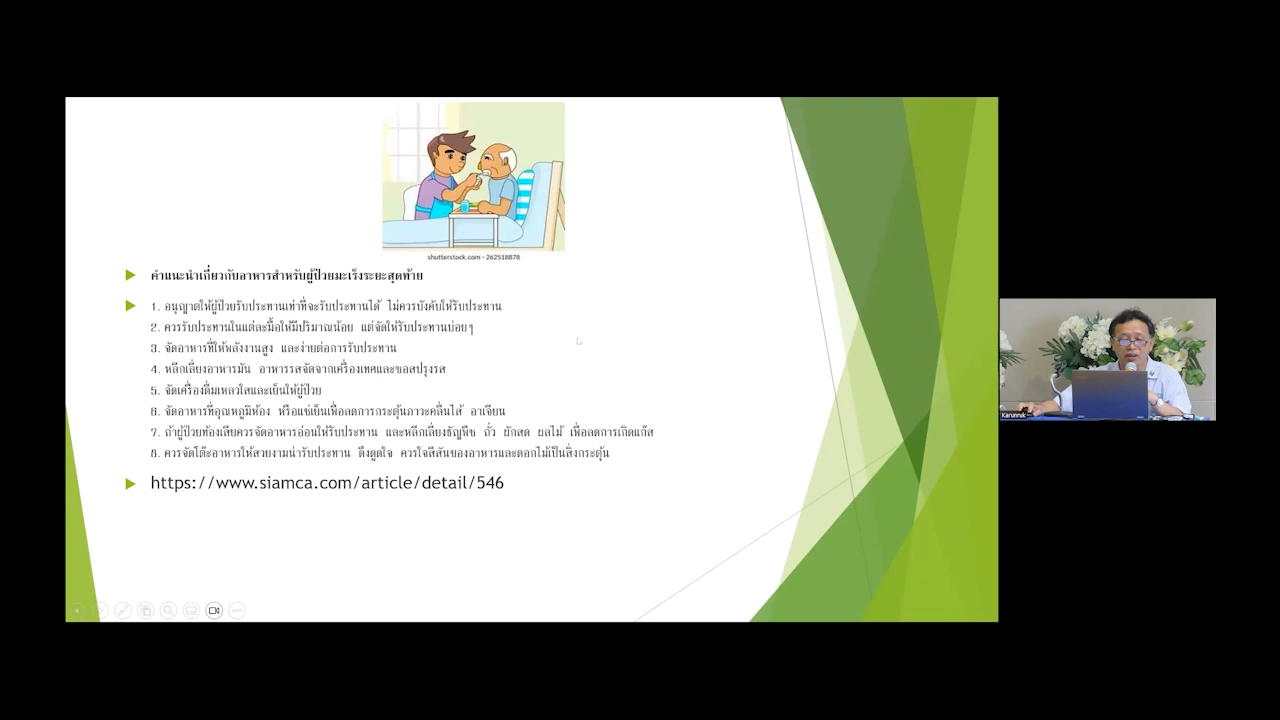 shutterstock.com • 262518878
คำแนะนำเกี่ยวกับอาหารสำหรับผู้ป่วยมะเร็งระยะสุดท้าย
1. อนุญาตให้ผู้ป่วยรับประทานเท่าที่จะรับประทานได้ ไม่ควรบังคับให้รับประทาน
2. ควรรับประทานในแต่ละมื้อให้มีปริมาณน้อย แต่จัดให้รับประทานบ่อยๆ
3. จัดอาหารที่ให้พลังงานสูง และง่ายต่อการรับประทาน
4. หลีกเลี่ยงอาหารมัน อาหารรสจัดจากเครื่องเทศและซอสปรุงรส
5. จัดเครื่องดื่มเหลวใสและเย็นให้ผู้ป่วย
6. จัดอาหารที่อุณหภูมิห้อง หรือแช่เย็นเพื่อลดการกระตุ้นภาวะคลื่นไส้ อาเจียน
7. ถ้าผู้ป่วยท้องเสียควรจัดอาหารอ่อนให้รับประทาน และหลีกเลี่ยงธัญพืช ถั่ว ผักสด ผลไม้ เพื่อลดการเกิดแก๊ส
8. ควรจัดโต๊ะอาหารให้สวยงามน่ารับประทาน ดึงดูดใจ ควรใจสีสันของอาหารและดอกไม้เป็นสิ่งกระตุ้น
https://www.siamca.com/article/detail/546
Karunruk